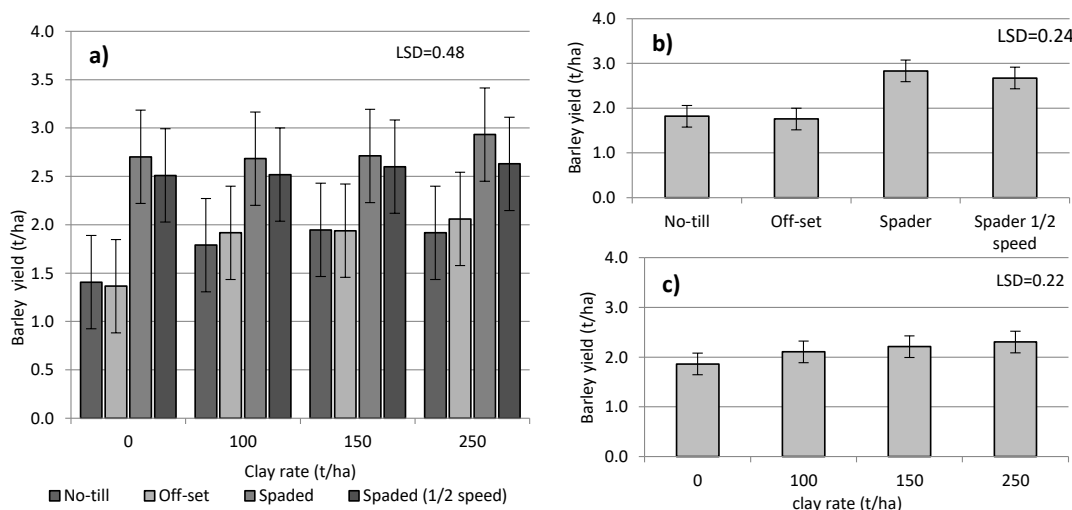 a)
LSD=0.48
4.0
3.5
3.0
2.5
2.0
1.5
1.0
0.5
0.0
Barley yield (t/ha)
0 100 150 250
Clay rate (t/ha)
No-till Off-set Spaded Spaded (1/2 speed)
b)
LSD=0.24
4.0
3.0
2.0
1.0
0.0
Barley yield (t/ha)
No-till Off-set Spader Spader 1/2
speed
c)
LSD=0.22
4.0
3.0
2.0
1.0
0.0
Barley yield (t/ha)
0 100 150 250
clay rate (t/ha)